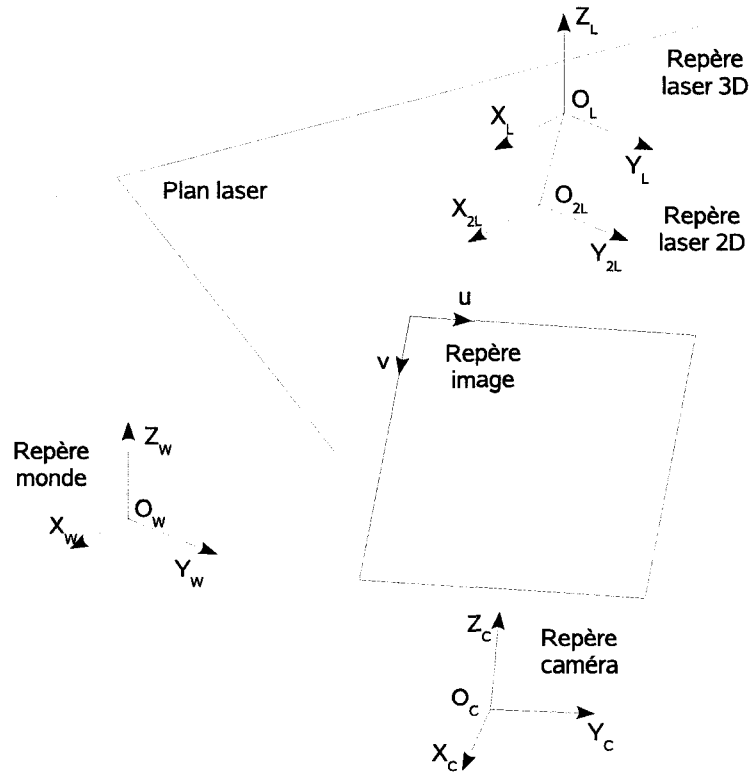 Z_L
Repère
laser 3D
O_L
X_L
Y_L
Plan laser
O_2L
X_2L
Repère
laser 2D
Y_2L
u
v
Repère
image
Z_W
Repère
monde
O_W
X_W
Y_W
Z_C
Repère
caméra
O_C
Y_C
X_C